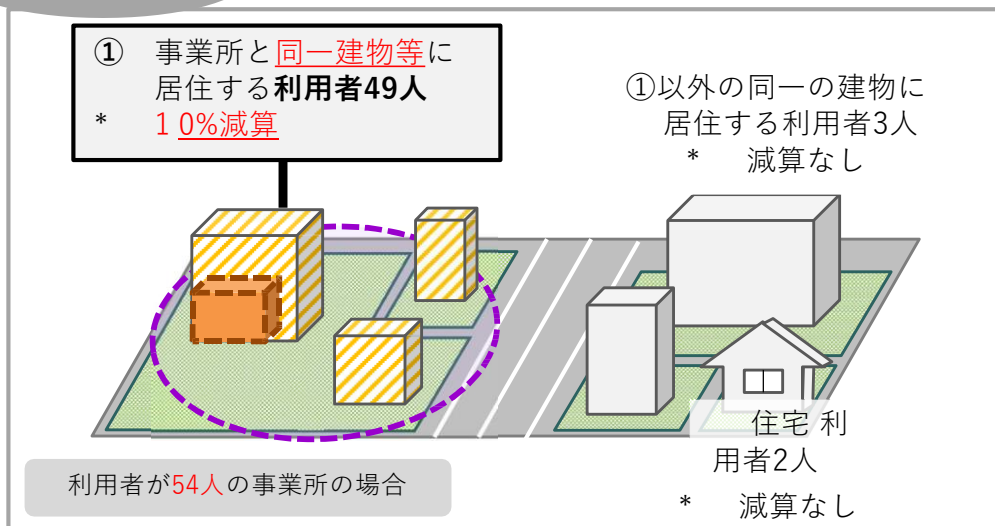 ① 事業所と同一建物等に
居住する利用者49人
* 1 0%減算
①以外の同一の建物に
居住する利用者3人
* 減算なし
住宅 利
用者2人
* 減算なし
利用者が54人の事業所の場合